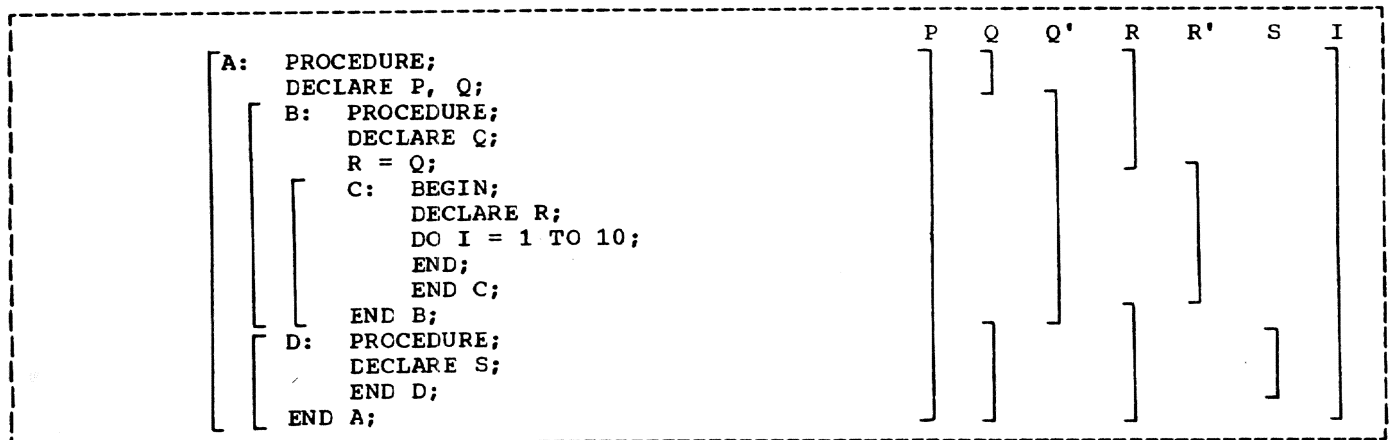 P Q Q' R R' S I
A: PROCEDURE;
DECLARE P, Q;
B: PROCEDURE;
DECLARE Q;
R = Q;
C: BEGIN;
DECLARE R;
DO I = 1 TO 10;
END;
END C;
END B;
D: PROCEDURE;
DECLARE S;
END D;
END A;